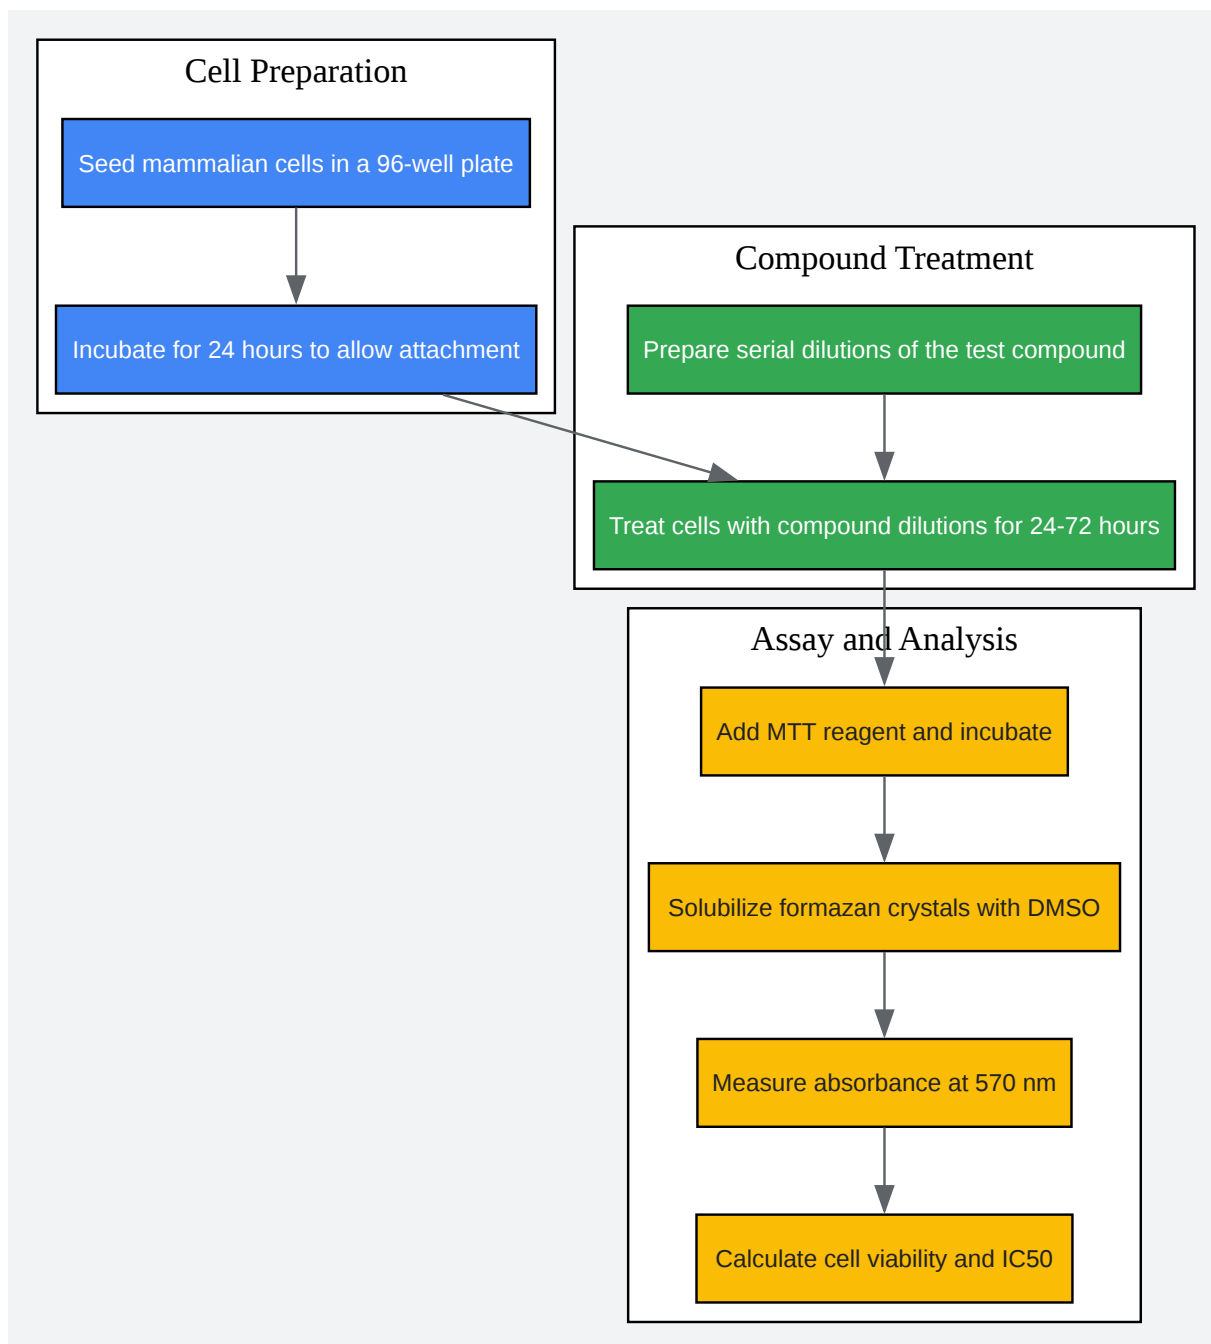 Cell Preparation
Seed mammalian cells in a 96-well plate
Incubate for 24 hours to allow attachment
Compound Treatment
Prepare serial dilutions of the test compound
Treat cells with compound dilutions for 24-72 hours
Assay and Analysis
Add MTT reagent and incubate
Solubilize formazan crystals with DMSO
Measure absorbance at 570 nm
Calculate cell viability and IC50